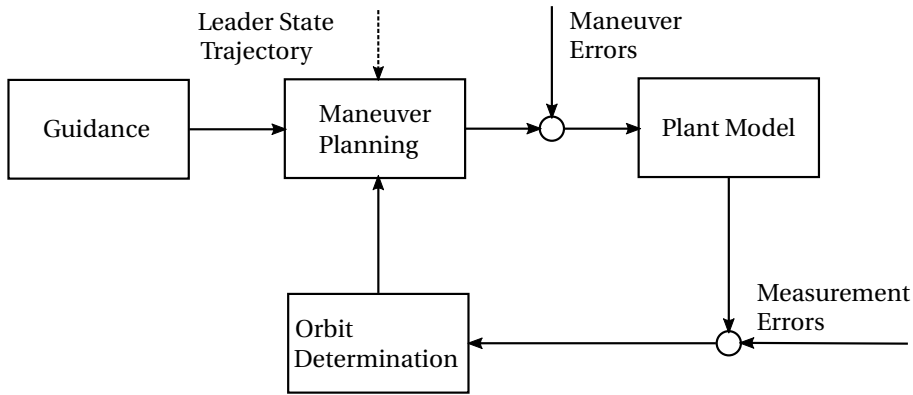 Leader State
Trajectory
Maneuver
Errors
Guidance
Maneuver
Planning
Plant Model
Measurement
Errors
Orbit
Determination